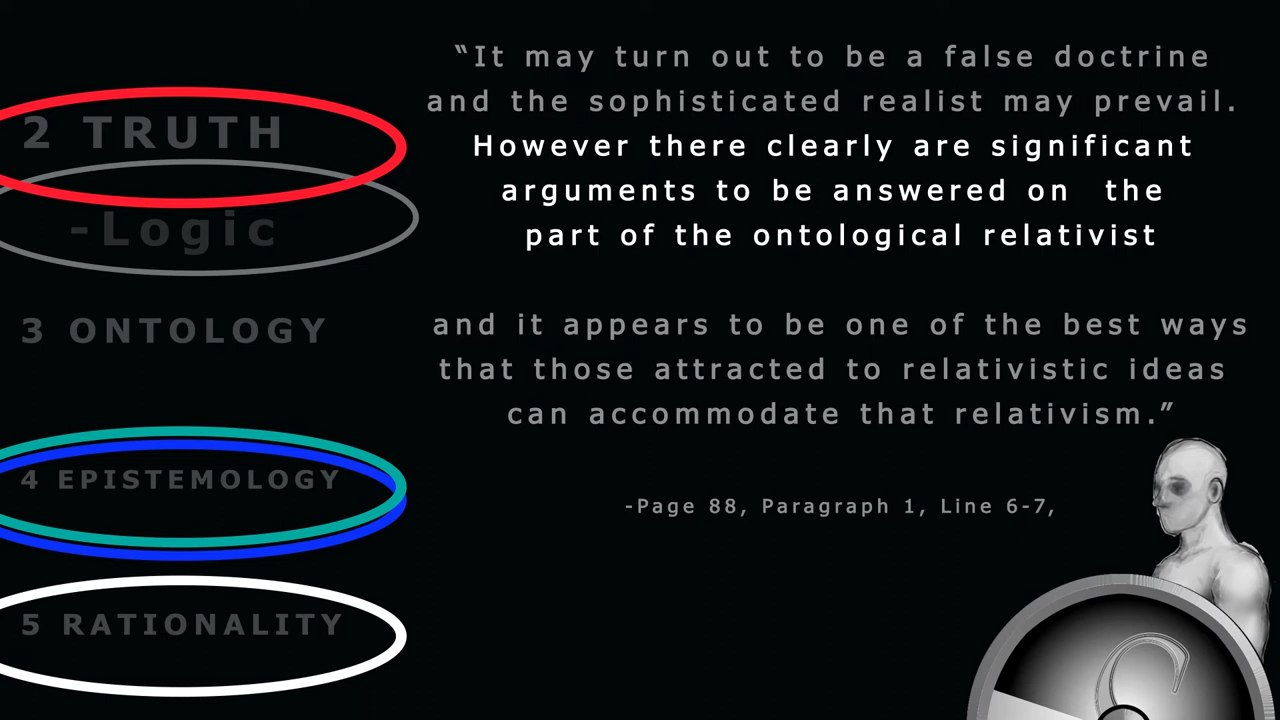 2 TRUTH
-Logic
3 ONTOLOGY
4 EPISTEMOLOGY
5 RATIONALITY
“It may turn out to be a false doctrine
and the sophisticated realist may prevail.
However there clearly are significant
arguments to be answered on the
part of the ontological relativist
and it appears to be one of the best ways
that those attracted to relativistic ideas
can accommodate that relativism.”
-Page 88, Paragraph 1, Line 6-7,